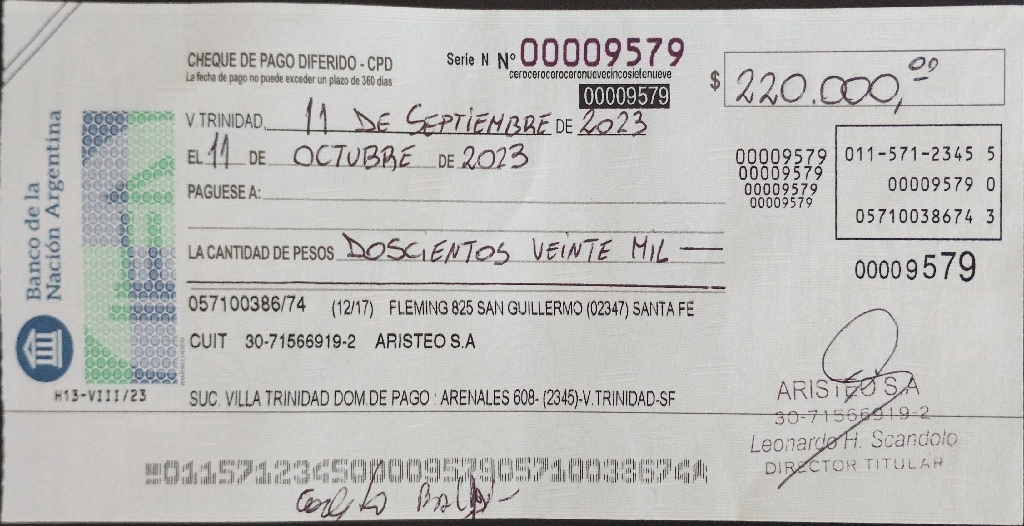 CHEQUE DE PAGO DIFERIDO - CPD
La fecha de pago no puede exceder un plazo de 360 días
Serie N Nº 00009579
ceroceroceroceronuevecincosietenueve
00009579
$ 220.000,00
V.TRINIDAD, 11 DE SEPTIEMBRE DE 2023
EL 11 DE OCTUBRE DE 2023
PAGUESE A:
LA CANTIDAD DE PESOS DOSCIENTOS VEINTE MIL —
00009579
00009579
00009579
00009579
011-571-2345 5
00009579 0
05710038674 3
00009579
057100386/74 (12/17) FLEMING 825 SAN GUILLERMO (02347) SANTA FE
CUIT 30-71566919-2 ARISTEO S.A
SUC. VILLA TRINIDAD DOM.DE PAGO : ARENALES 608- (2345)-V.TRINIDAD-SF
Banco de la
Nación Argentina
H13-VIII/23
ARISTEO S.A
30-71566919-2
Leonardo H. Scandolo
DIRECTOR TITULAR
01157123450000957905710038674